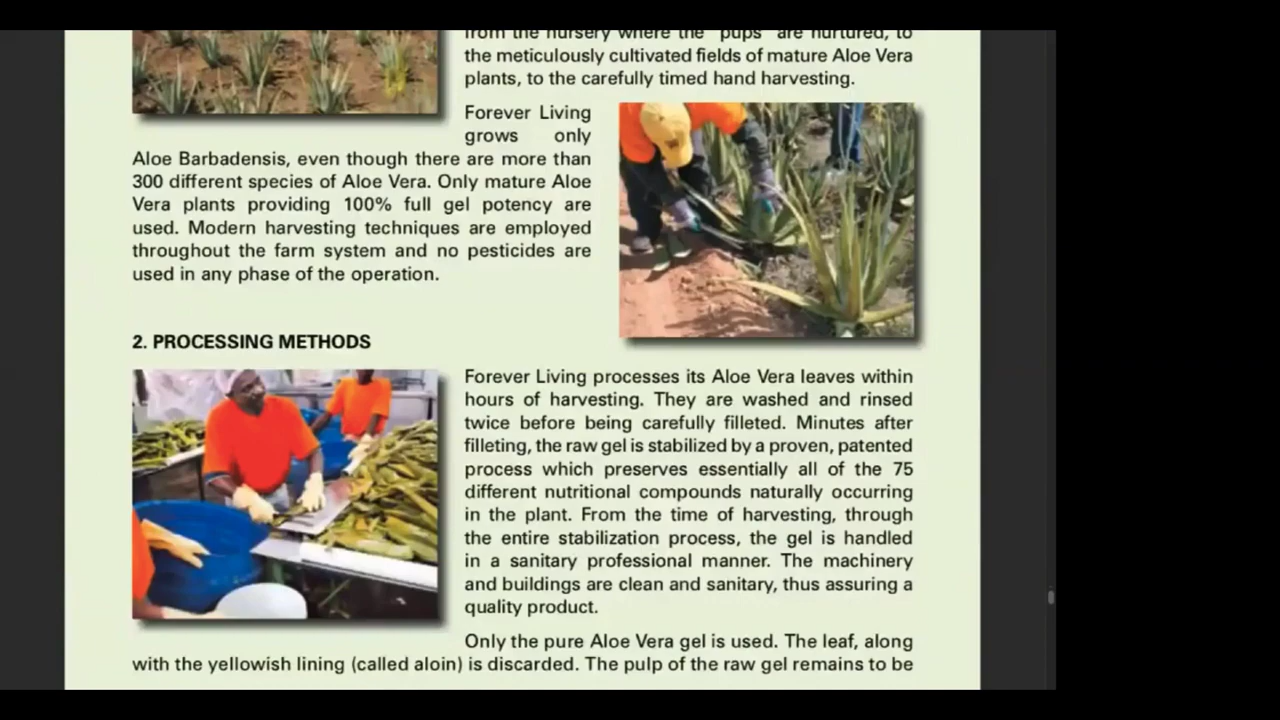 from the nursery where the "pups" are nurtured, to
the meticulously cultivated fields of mature Aloe Vera
plants, to the carefully timed hand harvesting.
Forever Living
grows only
Aloe Barbadensis, even though there are more than
300 different species of Aloe Vera. Only mature Aloe
Vera plants providing 100% full gel potency are
used. Modern harvesting techniques are employed
throughout the farm system and no pesticides are
used in any phase of the operation.
2. PROCESSING METHODS
Forever Living processes its Aloe Vera leaves within
hours of harvesting. They are washed and rinsed
twice before being carefully filleted. Minutes after
filleting, the raw gel is stabilized by a proven, patented
process which preserves essentially all of the 75
different nutritional compounds naturally occurring
in the plant. From the time of harvesting, through
the entire stabilization process, the gel is handled
in a sanitary professional manner. The machinery
and buildings are clean and sanitary, thus assuring a
quality product.
Only the pure Aloe Vera gel is used. The leaf, along
with the yellowish lining (called aloin) is discarded. The pulp of the raw gel remains to be